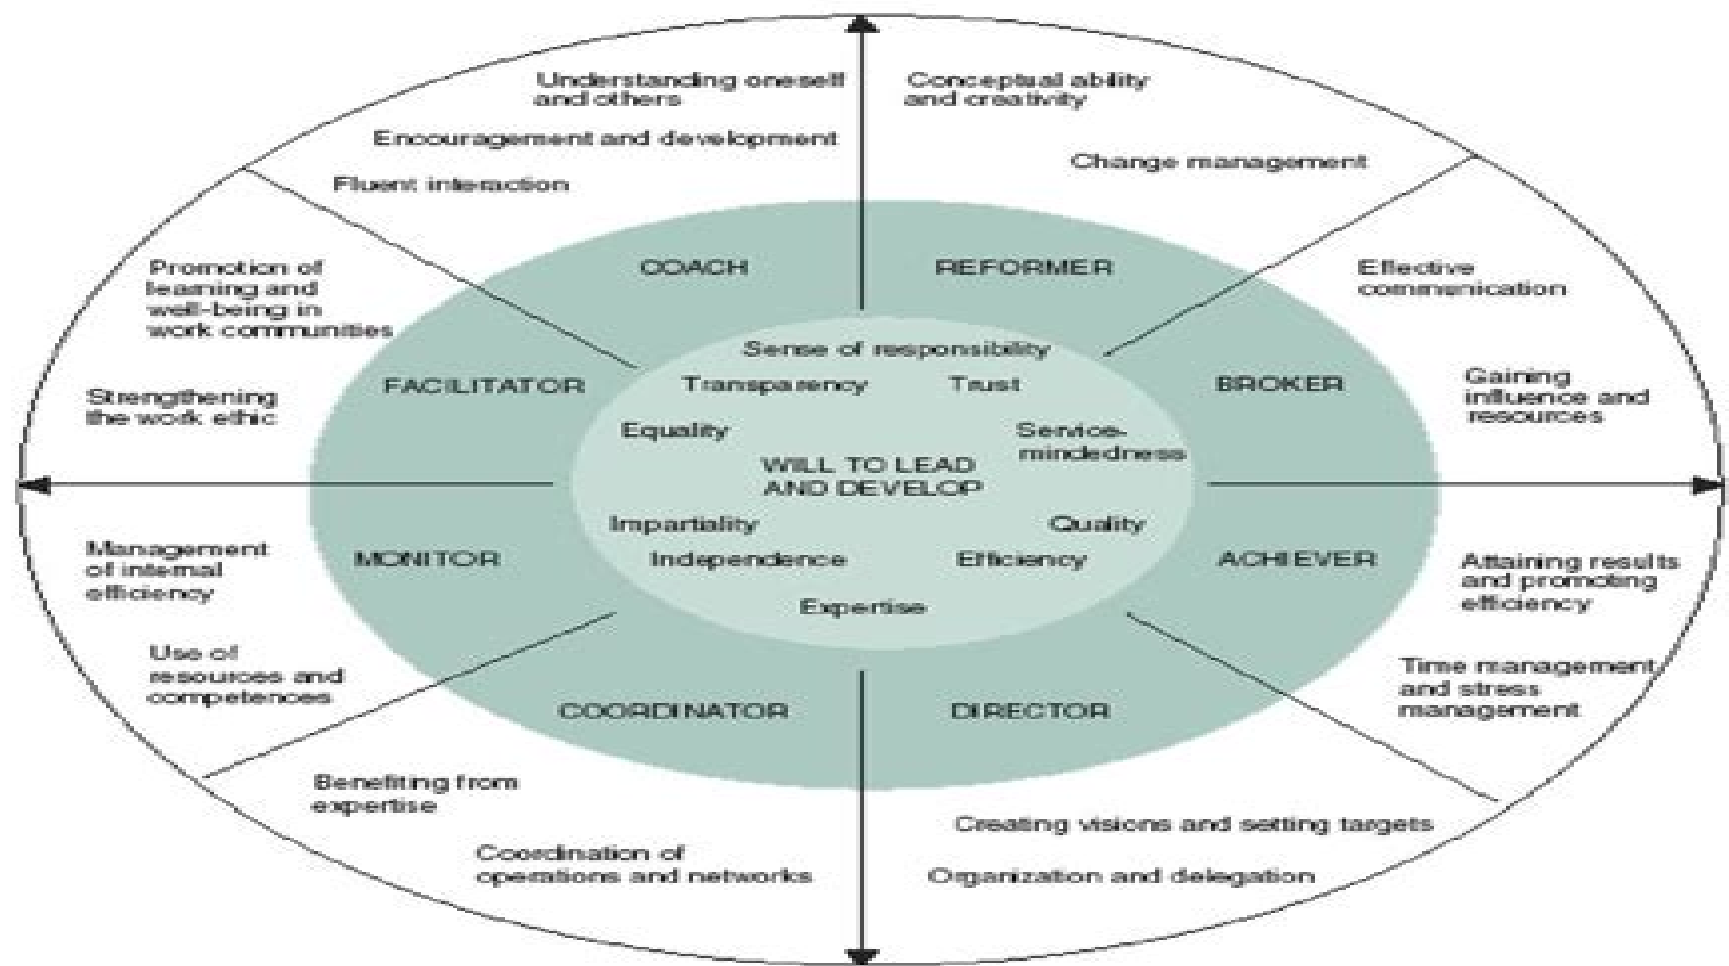 Understanding oneself
and others
Encouragement and development
Fluent interaction
Conceptual ability
and creativity
Change management
Promotion of
learning and
well-being in
work communities
Strengthening
the work ethic
COACH
REFORMER
FACILITATOR
BROKER
Effective
communication
Gaining
influence and
resources
Sense of responsibility
Transparency
Trust
Equality
Service-
mindedness
WILL TO LEAD
AND DEVELOP
Impartiality
Quality
Independence
Efficiency
Expertise
Management
of internal
efficiency
Use of
resources and
competences
MONITOR
ACHIEVER
Attaining results
and promoting
efficiency
Time management
and stress
management
COORDINATOR
DIRECTOR
Benefiting from
expertise
Coordination of
operations and networks
Creating visions and setting targets
Organization and delegation